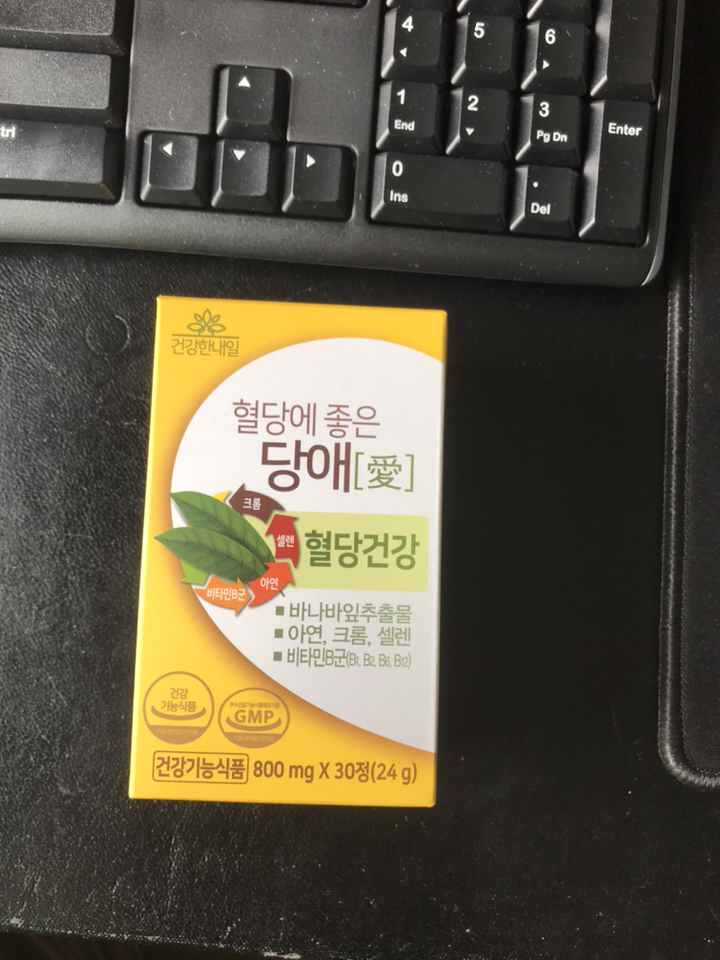 4
5
6
1
End
2
3
Pg Dn
Enter
0
Ins
.
Del
trl
건강한내일
혈당에 좋은
당애[愛]
크롬
셀렌
아연
비타민B군
혈당건강
■ 바나바잎추출물
■ 아연, 크롬, 셀렌
■ 비타민B군(B1, B2, B6, B12)
건강
기능식품
GMP
건강기능식품 800 mg X 30정(24 g)